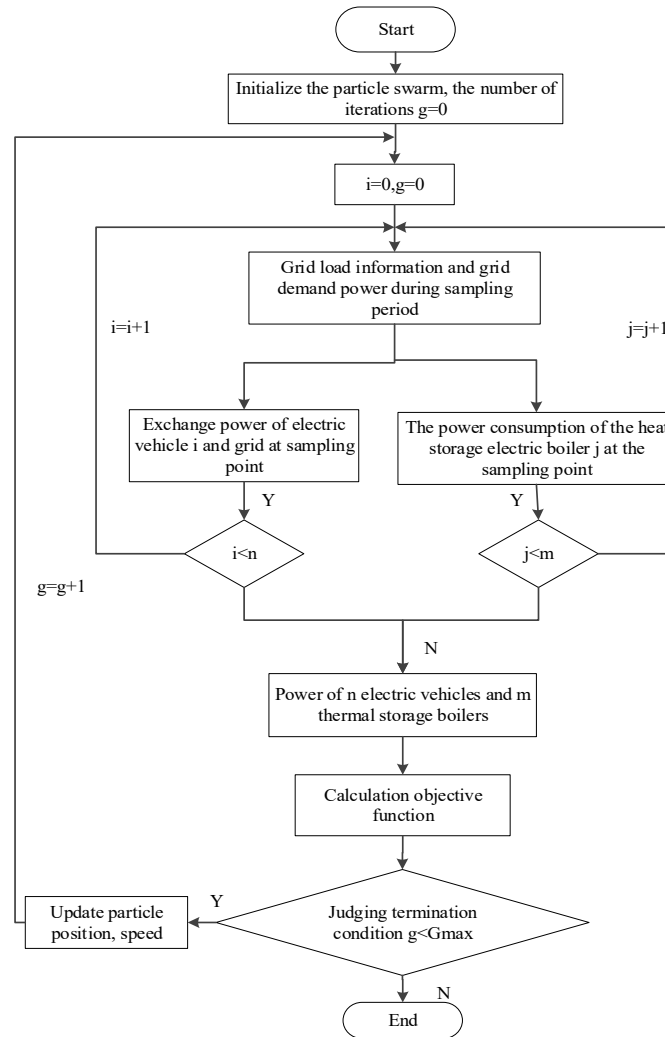 Start
Initialize the particle swarm, the number of
iterations g=0
i=0,g=0
Grid load information and grid
demand power during sampling
period
i=i+1
j=j+1
Exchange power of electric
vehicle i and grid at sampling
point
The power consumption of the heat
storage electric boiler j at the
sampling point
Y
Y
i<n
j<m
g=g+1
N
Power of n electric vehicles and m
thermal storage boilers
Calculation objective
function
Y
Update particle
position, speed
Judging termination
condition g<Gmax
N
End